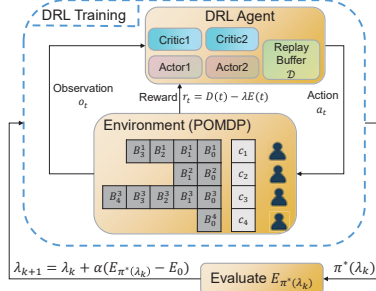 DRL Training
DRL Agent
Critic1 Critic2
Actor1 Actor2
Replay Buffer 𝒟
Observation
o_t
Reward r_t = D(t) − λE(t)
Action
a_t
Environment (POMDP)
B_3^1 B_2^1 B_1^1 B_0^1 c_1
B_1^2 B_0^2 c_2
B_4^3 B_3^3 B_2^3 B_1^3 B_0^3 c_3
B_0^4 c_4
λ_{k+1} = λ_k + α(E_{π*(λ_k)} − E_0)
Evaluate E_{π*(λ_k)}
π*(λ_k)